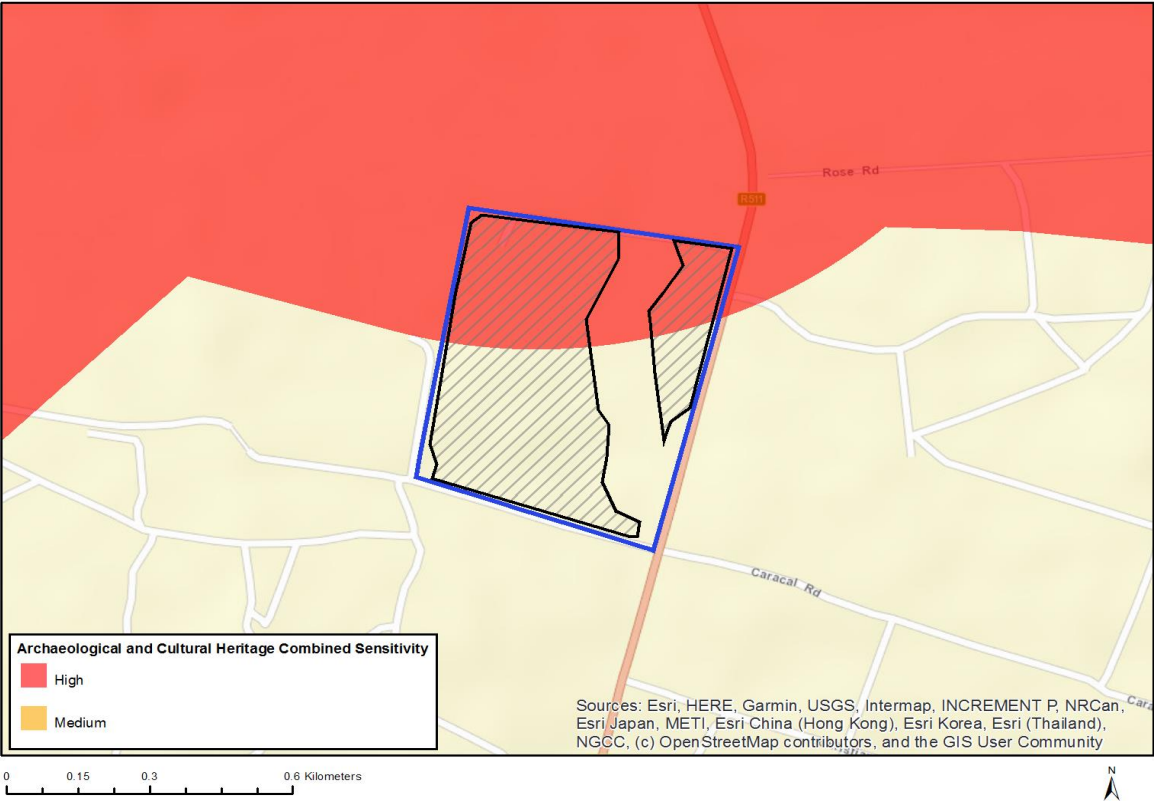 Rose Rd
R511
Caracal Rd
Archaeological and Cultural Heritage Combined Sensitivity
High
Medium
Sources: Esri, HERE, Garmin, USGS, Intermap, INCREMENT P, NRCan,
Esri Japan, METI, Esri China (Hong Kong), Esri Korea, Esri (Thailand),
NGCC, (c) OpenStreetMap contributors, and the GIS User Community
Cara
0 0.15 0.3 0.6 Kilometers
N